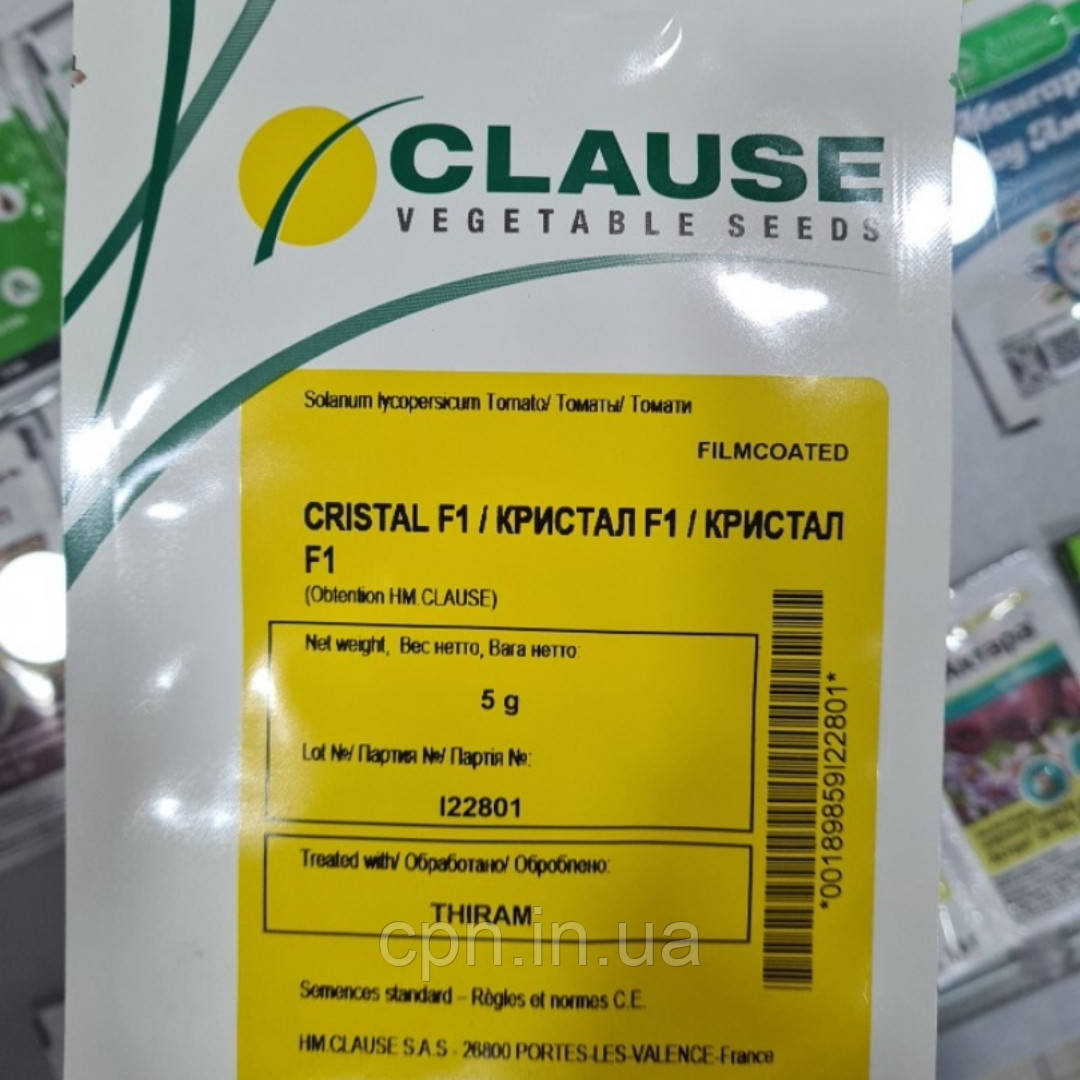 CLAUSE
VEGETABLE SEEDS
Solanum lycopersicum Tomato/ Томаты/ Томати
FILMCOATED
CRISTAL F1 / КРИСТАЛ F1 / КРИСТАЛ
F1
(Obtention HM.CLAUSE)
Net weight, Вес нетто, Вага нетто:
5 g
Lot №/ Партия №/ Партія №:
I22801
Treated with/ Обработано/ Оброблено:
THIRAM
cpn.in.ua
Semences standard – Règles et normes C.E.
HM.CLAUSE S.A.S - 26800 PORTES-LES-VALENCE-France
*00189859I22801*